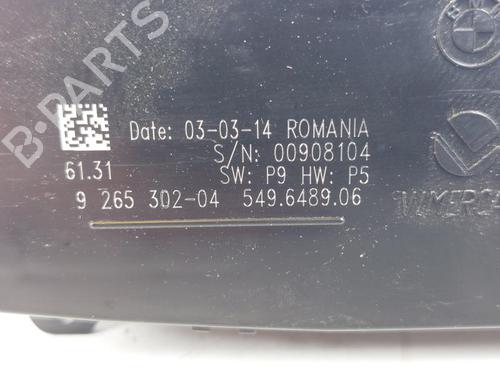 B-PARTS
BMW
Date: 03-03-14 ROMANIA
S/N: 00908104
61.31
SW: P9 HW: P5
9 265 302-04 549.6489.06